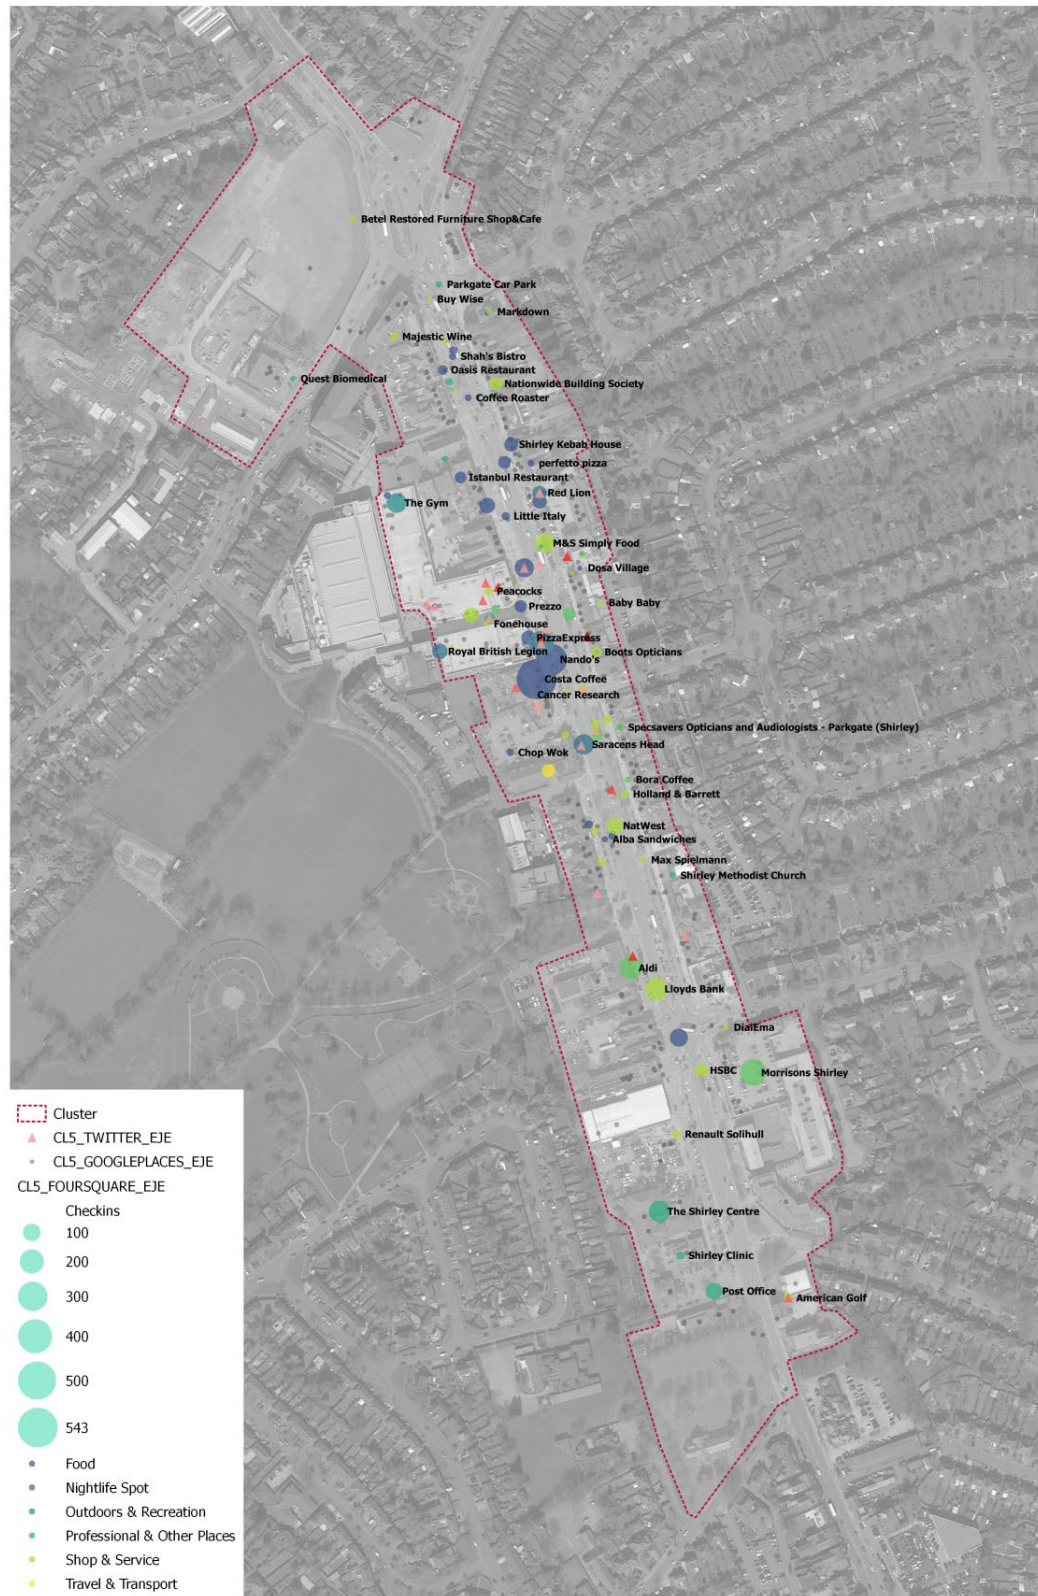 Betel Restored Furniture Shop&Cafe
Parkgate Car Park
Buy Wise
Markdown
Majestic Wine
Shah's Bistro
Oasis Restaurant
Quest Biomedical
Nationwide Building Society
Coffee Roaster
Shirley Kebab House
perfetto pizza
Istanbul Restaurant
Red Lion
The Gym
Little Italy
M&S Simply Food
Dosa Village
Peacocks
Baby Baby
Prezzo
Fonehouse
PizzaExpress
Royal British Legion
Boots Opticians
Nando's
Costa Coffee
Cancer Research
Specsavers Opticians and Audiologists - Parkgate (Shirley)
Saracens Head
Chop Wok
Bora Coffee
Holland & Barrett
NatWest
Alba Sandwiches
Max Spielmann
Shirley Methodist Church
Aldi
Lloyds Bank
DialEma
HSBC
Morrisons Shirley
Renault Solihull
The Shirley Centre
Shirley Clinic
Post Office
American Golf
Cluster
CL5_TWITTER_EJE
CL5_GOOGLEPLACES_EJE
CL5_FOURSQUARE_EJE
Checkins
100
200
300
400
500
543
Food
Nightlife Spot
Outdoors & Recreation
Professional & Other Places
Shop & Service
Travel & Transport